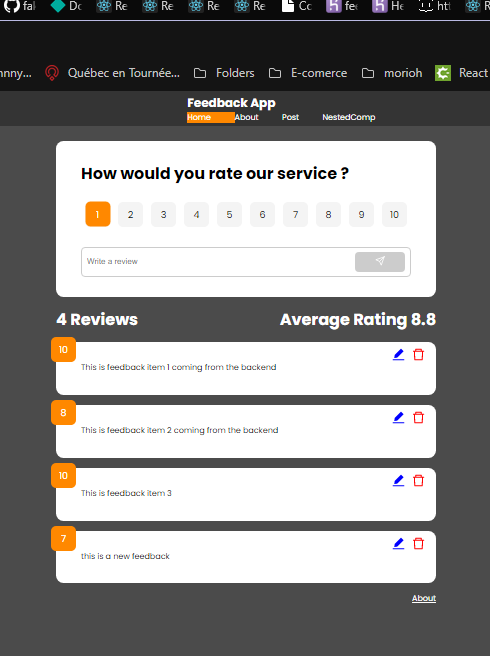 fal
Do
Re
Re
Re
Re
Co
fee
He
htt
Re
nny...
Québec en Tournée...
Folders
E-comerce
morioh
React
Feedback App
Home About Post NestedComp
How would you rate our service ?
1 2 3 4 5 6 7 8 9 10
Write a review
4 Reviews Average Rating 8.8
10
This is feedback item 1 coming from the backend
8
This is feedback item 2 coming from the backend
10
This is feedback item 3
7
this is a new feedback
About